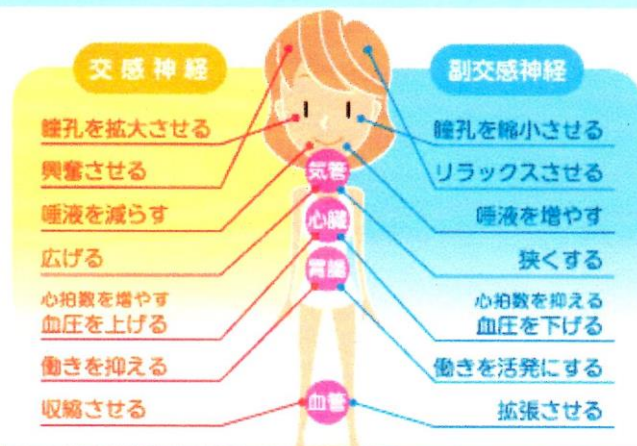 交感神経
瞳孔を拡大させる
興奮させる
唾液を減らす
広げる
心拍数を増やす
血圧を上げる
働きを抑える
収縮させる
気管
心臓
胃腸
血管
副交感神経
瞳孔を縮小させる
リラックスさせる
唾液を増やす
狭くする
心拍数を抑える
血圧を下げる
働きを活発にする
拡張させる